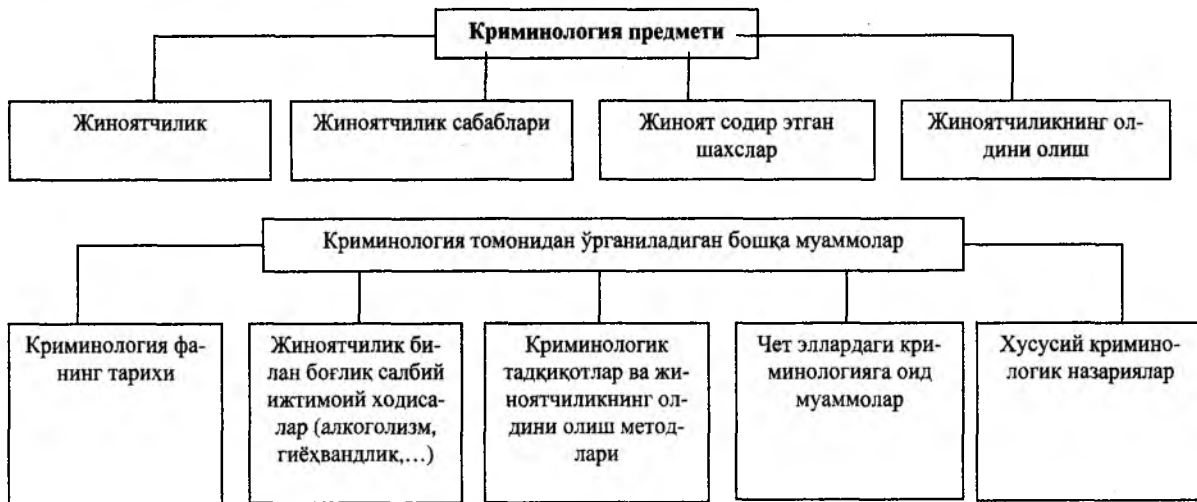 Криминология предмети
Жиноятчилик
Жиноятчилик сабаблари
Жиноят содир этган
шахслар
Жиноятчиликнинг ол-
дини олиш
Криминология томонидан ўрганиладиган бошқа муаммолар
Криминология фа-
нинг тарихи
Жиноятчилик би-
лан боғлиқ салбий
ижтимоий ходиса-
лар (алкоголизм,
гиёҳвандлик,...)
Криминологик
тадқиқотлар ва жи-
ноятчиликнинг ол-
дини олиш метод-
лари
Чет эллардаги кри-
минологияга оид
муаммолар
Хусусий кримино-
логик назариялар